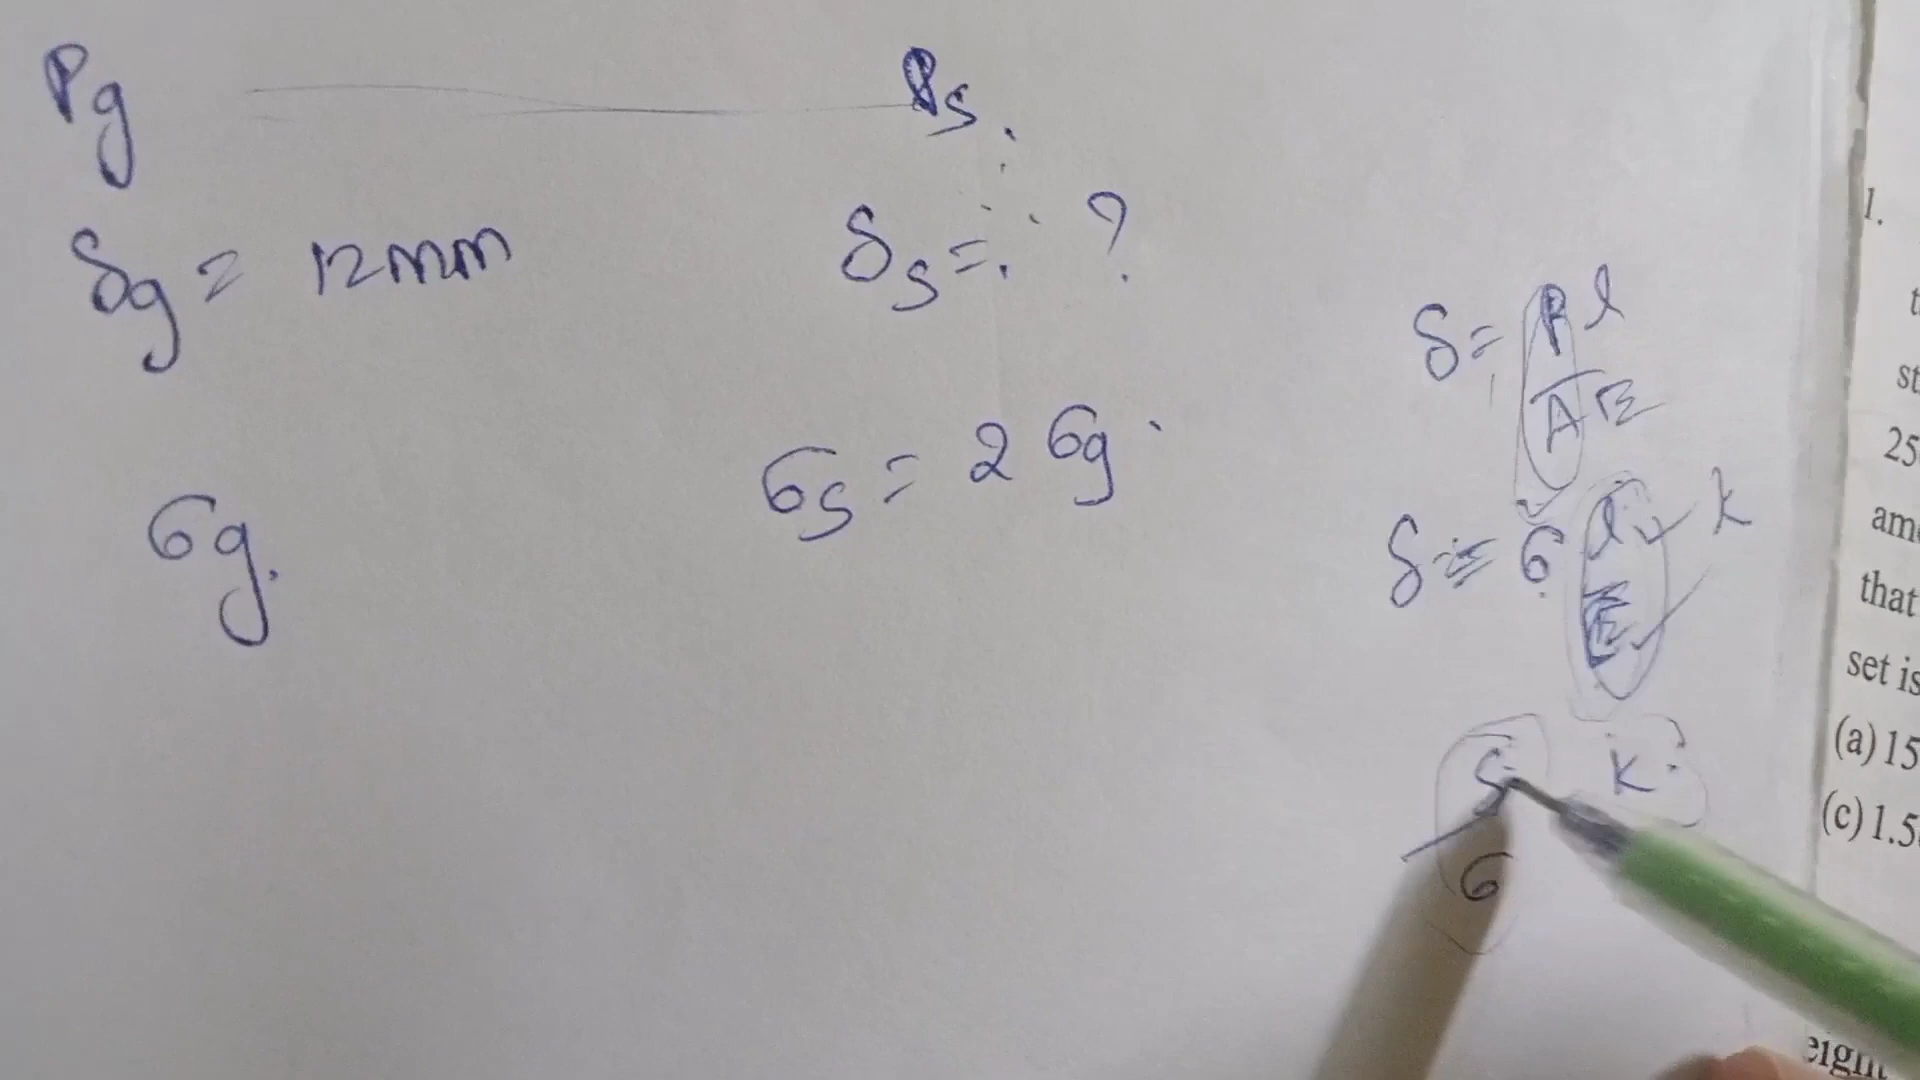 Pg Ps.
δg = 12mm δs = ?
σg. σs = 2 σg
δ = Pl
AE
δ = σ l K
E
δ K
σ
1.
t
st
25
am
that
set is
(a) 15
(c) 1.5